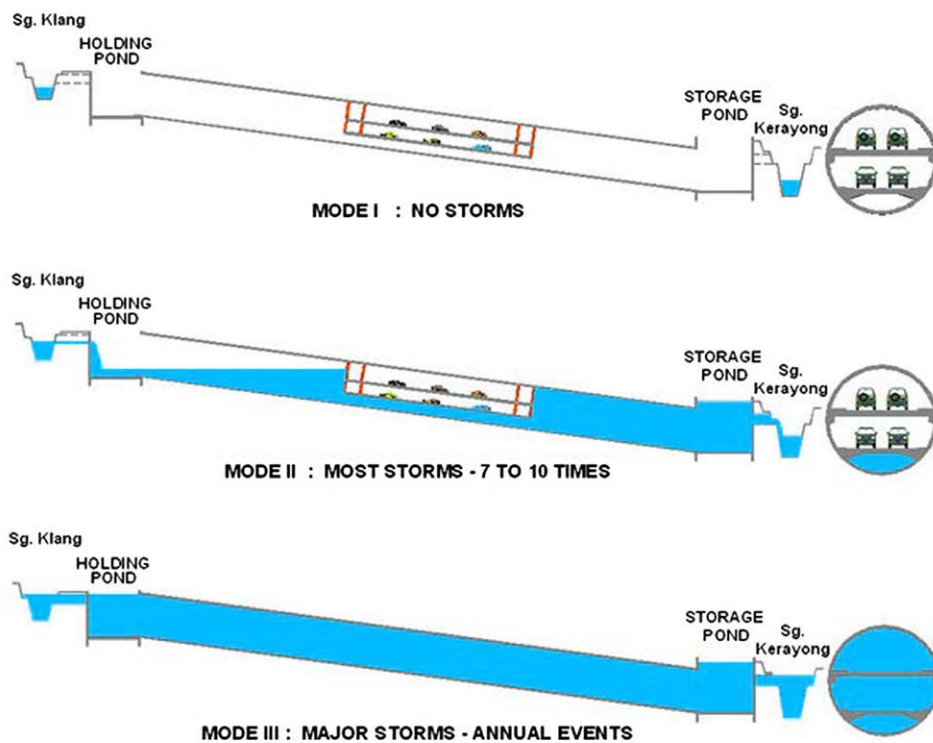 Sg. Klang
HOLDING
POND
STORAGE
POND
Sg.
Kerayong
MODE I : NO STORMS
Sg. Klang
HOLDING
POND
STORAGE
POND
Sg.
Kerayong
MODE II : MOST STORMS - 7 TO 10 TIMES
Sg. Klang
HOLDING
POND
STORAGE
POND
Sg.
Kerayong
MODE III : MAJOR STORMS - ANNUAL EVENTS